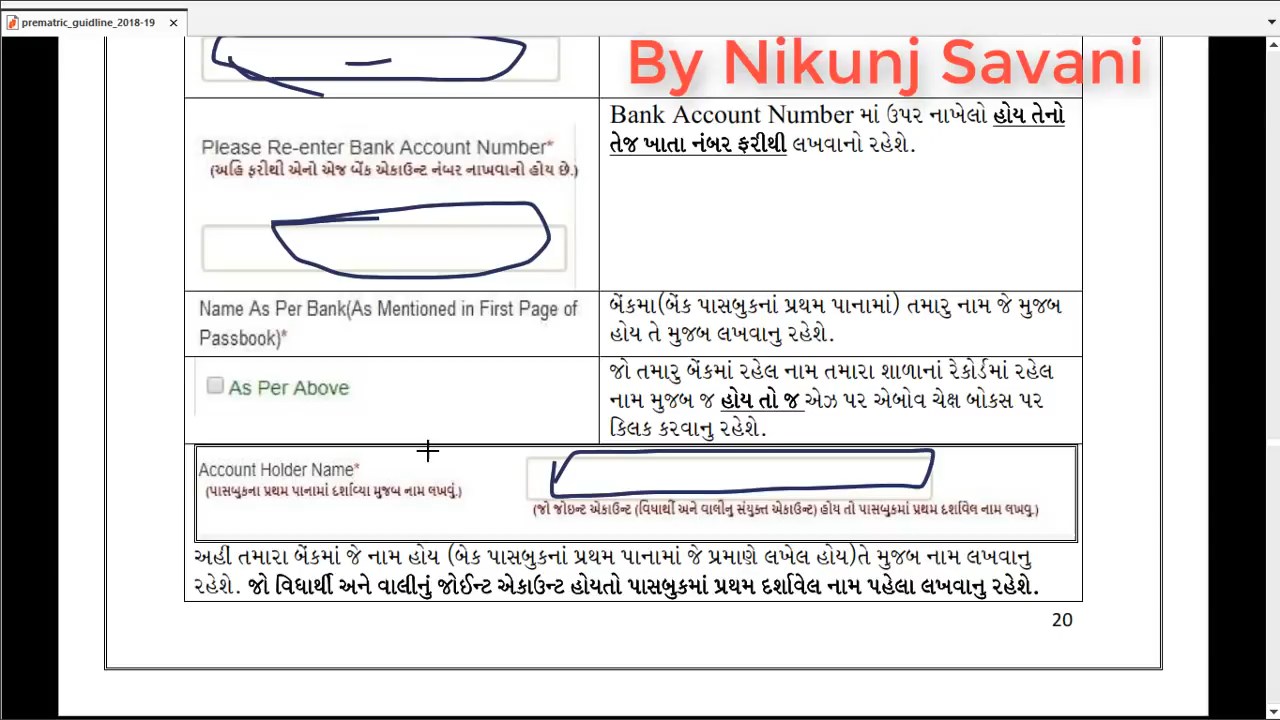 prematric_guidline_2018-19
By Nikunj Savani
Please Re-enter Bank Account Number*
(અહિ ફરીથી એનો એજ બેંક એકાઉન્ટ નંબર નાખવાનો હોય છે.)
Bank Account Number માં ઉપર નાખેલો હોય તેનો
તેજ ખાતા નંબર ફરીથી લખવાનો રહેશે.
Name As Per Bank(As Mentioned in First Page of
Passbook)*
બેંકમા(બેંક પાસબુકનાં પ્રથમ પાનામાં) તમારુ નામ જે મુજબ
હોય તે મુજબ લખવાનુ રહેશે.
As Per Above
જો તમારુ બેંકમાં રહેલ નામ તમારા શાળાનાં રેકોર્ડમાં રહેલ
નામ મુજબ જ હોય તો જ એઝ પર એબોવ ચેક્ષ બોકસ પર
કિલક કરવાનુ રહેશે.
Account Holder Name*
(પાસબુકના પ્રથમ પાનામાં દર્શાવ્યા મુજબ નામ લખવું.)
(જો જોઇન્ટ એકાઉન્ટ (વિદ્યાર્થી અને વાલીનુ સંયુક્ત એકાઉન્ટ) હોય તો પાસબુકમાં પ્રથમ દર્શાવેલ નામ લખવુ.)
અહીં તમારા બેંકમાં જે નામ હોય (બેક પાસબુકનાં પ્રથમ પાનામાં જે પ્રમાણે લખેલ હોય)તે મુજબ નામ લખવાનુ
રહેશે. જો વિધાર્થી અને વાલીનું જોઈન્ટ એકાઉન્ટ હોયતો પાસબુકમાં પ્રથમ દર્શાવેલ નામ પહેલા લખવાનુ રહેશે.
20